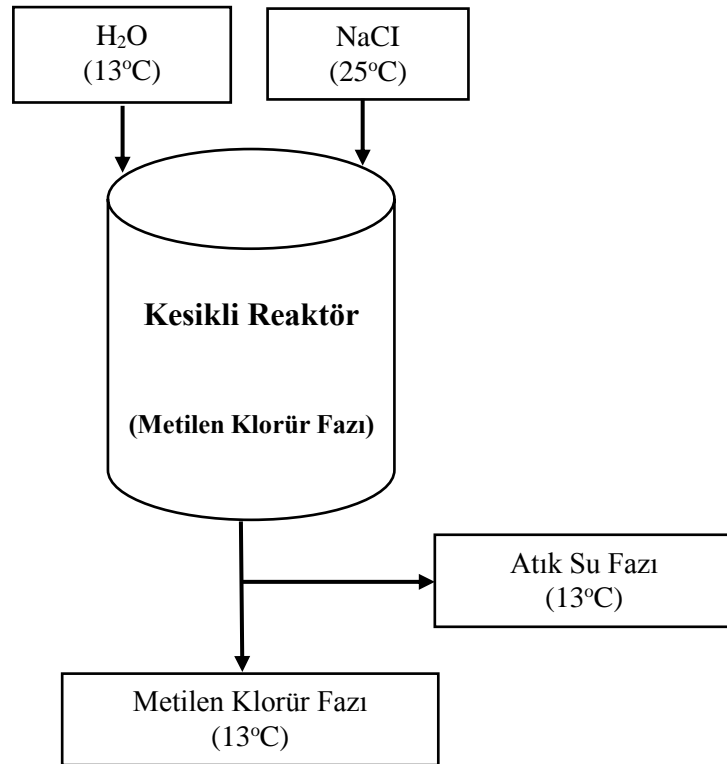 H₂O
(13°C)
NaCI
(25°C)
Kesikli Reaktör
(Metilen Klorür Fazı)
Atık Su Fazı
(13°C)
Metilen Klorür Fazı
(13°C)